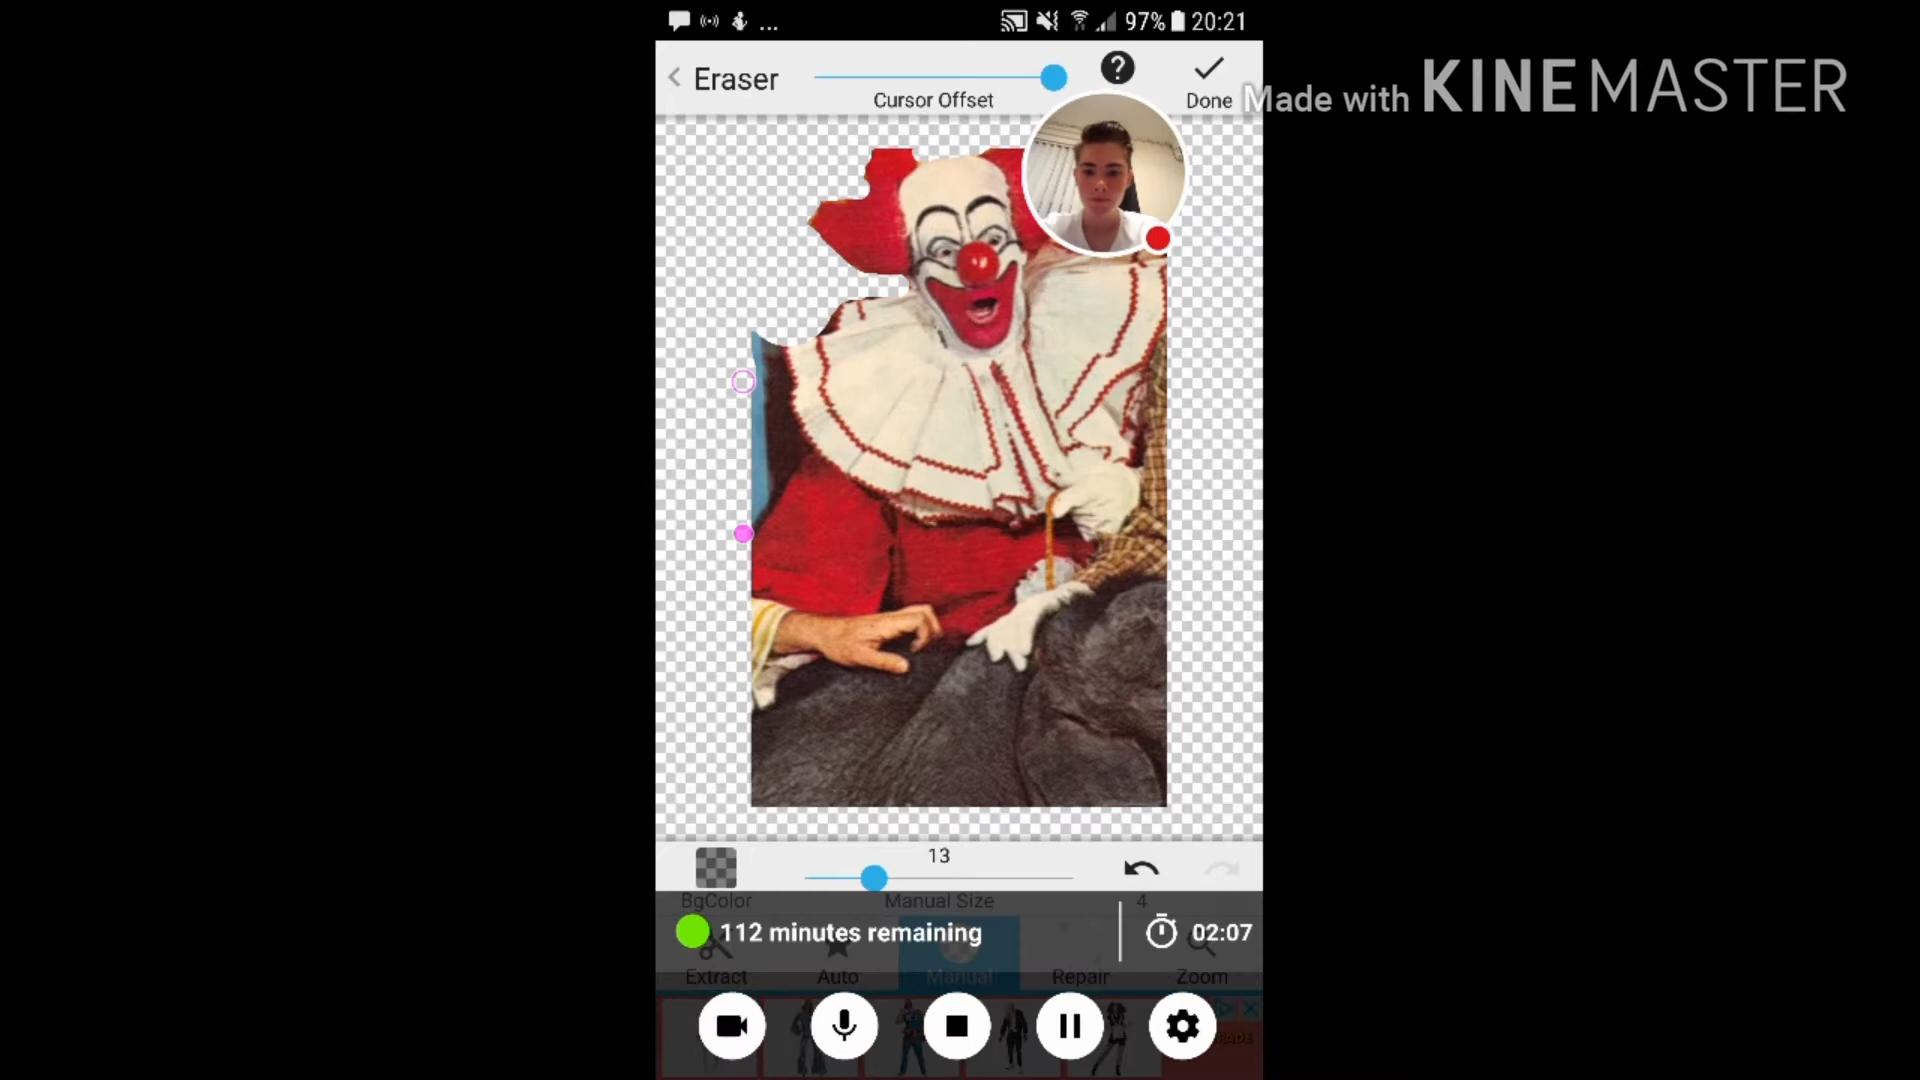 ... 97% 20:21
Eraser
Cursor Offset
Done
Made with KINEMASTER
13
BgColor
Manual Size
4
112 minutes remaining
02:07
Extract
Auto
Manual
Repair
Zoom